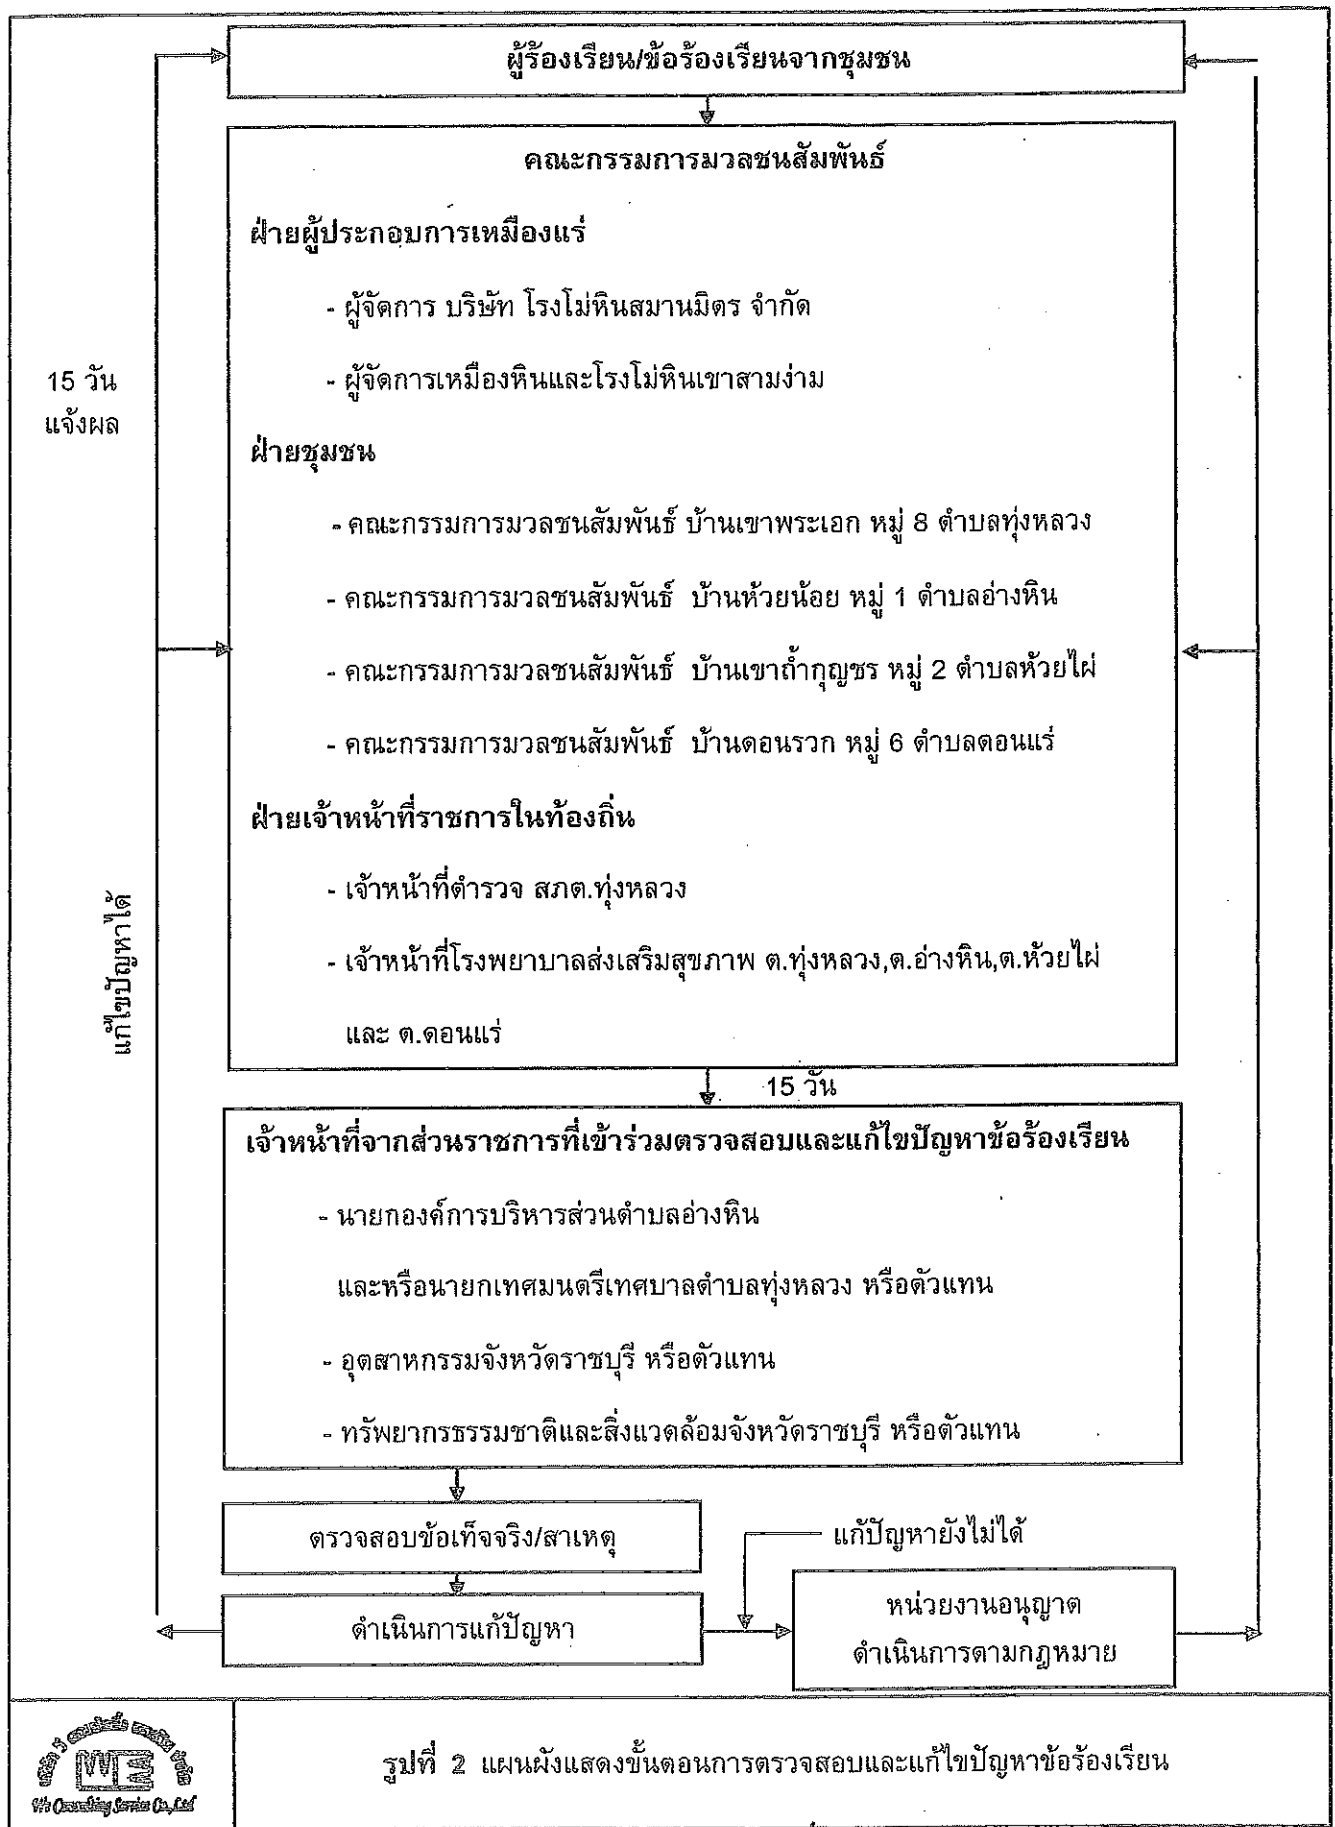 ผู้ร้องเรียน/ข้อร้องเรียนจากชุมชน
คณะกรรมการมวลชนสัมพันธ์
ฝ่ายผู้ประกอบการเหมืองแร่
- ผู้จัดการ บริษัท โรงโม่หินสมานมิตร จำกัด
- ผู้จัดการเหมืองหินและโรงโม่หินเขาสามง่าม
15 วัน
แจ้งผล
ฝ่ายชุมชน
- คณะกรรมการมวลชนสัมพันธ์ บ้านเขาพระเอก หมู่ 8 ตำบลทุ่งหลวง
- คณะกรรมการมวลชนสัมพันธ์ บ้านห้วยน้อย หมู่ 1 ตำบลอ่างหิน
- คณะกรรมการมวลชนสัมพันธ์ บ้านเขาถ้ำกุญชร หมู่ 2 ตำบลห้วยไผ่
- คณะกรรมการมวลชนสัมพันธ์ บ้านดอนรวก หมู่ 6 ตำบลดอนแร่
ฝ่ายเจ้าหน้าที่ราชการในท้องถิ่น
- เจ้าหน้าที่ตำรวจ สภต.ทุ่งหลวง
- เจ้าหน้าที่โรงพยาบาลส่งเสริมสุขภาพ ต.ทุ่งหลวง,ต.อ่างหิน,ต.ห้วยไผ่
และ ต.ดอนแร่
แก้ไขปัญหาได้
15 วัน
เจ้าหน้าที่จากส่วนราชการที่เข้าร่วมตรวจสอบและแก้ไขปัญหาข้อร้องเรียน
- นายกองค์การบริหารส่วนตำบลอ่างหิน
และหรือนายกเทศมนตรีเทศบาลตำบลทุ่งหลวง หรือตัวแทน
- อุตสาหกรรมจังหวัดราชบุรี หรือตัวแทน
- ทรัพยากรธรรมชาติและสิ่งแวดล้อมจังหวัดราชบุรี หรือตัวแทน
ตรวจสอบข้อเท็จจริง/สาเหตุ
แก้ปัญหายังไม่ได้
ดำเนินการแก้ปัญหา
หน่วยงานอนุญาต
ดำเนินการตามกฎหมาย
WE
We Consulting Service Co., Ltd
รูปที่ 2 แผนผังแสดงขั้นตอนการตรวจสอบและแก้ไขปัญหาข้อร้องเรียน